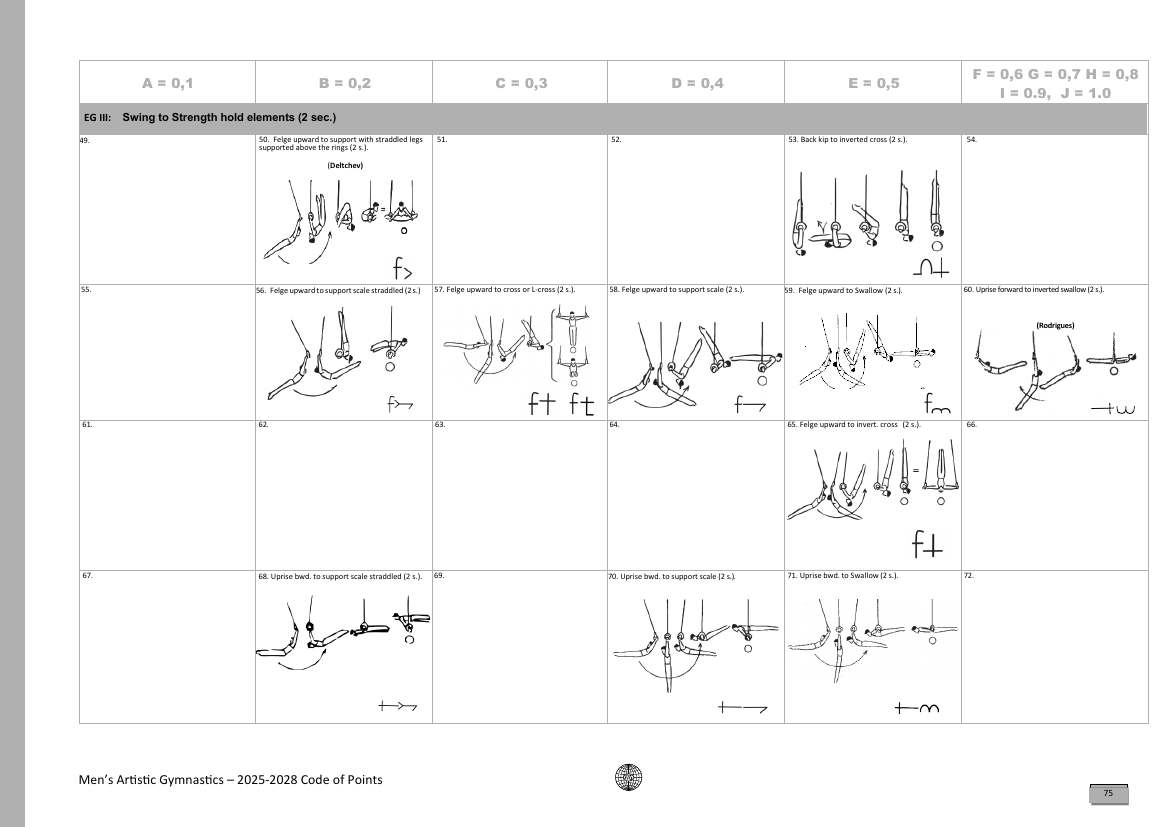 A = 0,1
B = 0,2
C = 0,3
D = 0,4
E = 0,5
F = 0,6 G = 0,7 H = 0,8
I = 0.9, J = 1.0
EG III: Swing to Strength hold elements (2 sec.)
49.
50. Felge upward to support with straddled legs
supported above the rings (2 s.).
(Deltchev)
51.
52.
53. Back kip to inverted cross (2 s.).
54.
55.
56. Felge upward to support scale straddled (2 s.)
57. Felge upward to cross or L-cross (2 s.).
58. Felge upward to support scale (2 s.).
59. Felge upward to Swallow (2 s.).
60. Uprise forward to inverted swallow (2 s.).
(Rodrigues)
61.
62.
63.
64.
65. Felge upward to invert. cross (2 s.).
66.
67.
68. Uprise bwd. to support scale straddled (2 s.).
69.
70. Uprise bwd. to support scale (2 s.).
71. Uprise bwd. to Swallow (2 s.).
72.
Men's Artistic Gymnastics – 2025-2028 Code of Points
75